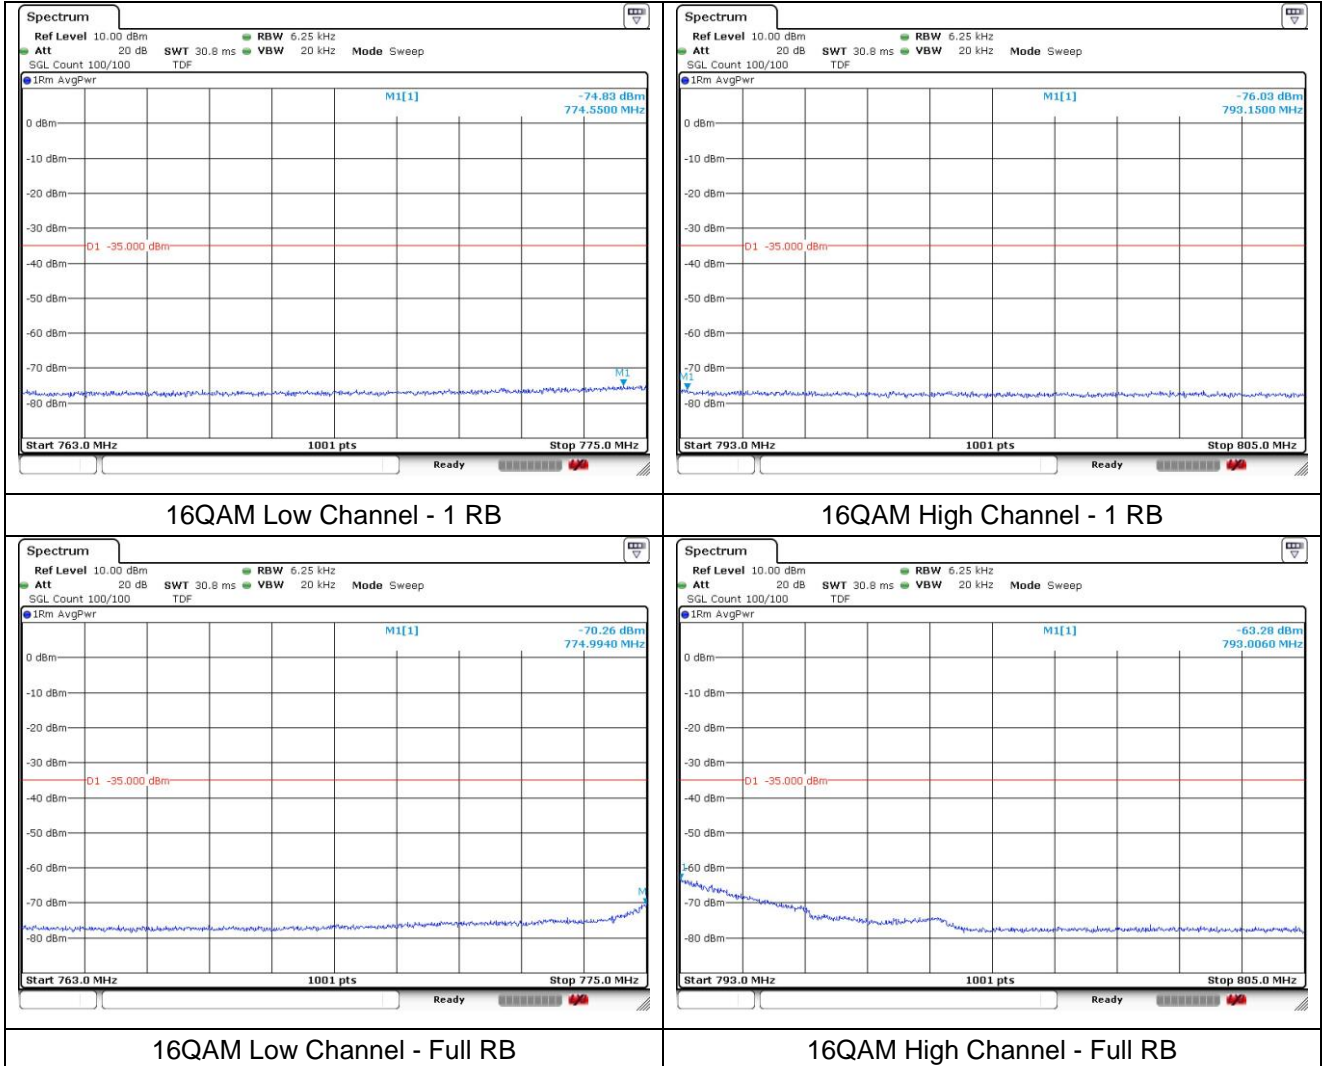 Spectrum
Ref Level 10.00 dBm RBW 6.25 kHz
Att 20 dB SWT 30.8 ms VBW 20 kHz Mode Sweep
SGL Count 100/100 TDF
1Rm AvgPwr
M1[1] -74.83 dBm
774.5500 MHz
0 dBm
-10 dBm
-20 dBm
-30 dBm
D1 -35.000 dBm
-40 dBm
-50 dBm
-60 dBm
-70 dBm
M1
-80 dBm
Start 763.0 MHz 1001 pts Stop 775.0 MHz
Ready
16QAM Low Channel - 1 RB
Spectrum
Ref Level 10.00 dBm RBW 6.25 kHz
Att 20 dB SWT 30.8 ms VBW 20 kHz Mode Sweep
SGL Count 100/100 TDF
1Rm AvgPwr
M1[1] -76.03 dBm
793.1500 MHz
0 dBm
-10 dBm
-20 dBm
-30 dBm
D1 -35.000 dBm
-40 dBm
-50 dBm
-60 dBm
-70 dBm
M1
-80 dBm
Start 793.0 MHz 1001 pts Stop 805.0 MHz
Ready
16QAM High Channel - 1 RB
Spectrum
Ref Level 10.00 dBm RBW 6.25 kHz
Att 20 dB SWT 30.8 ms VBW 20 kHz Mode Sweep
SGL Count 100/100 TDF
1Rm AvgPwr
M1[1] -70.26 dBm
774.9940 MHz
0 dBm
-10 dBm
-20 dBm
-30 dBm
D1 -35.000 dBm
-40 dBm
-50 dBm
-60 dBm
M
-70 dBm
-80 dBm
Start 763.0 MHz 1001 pts Stop 775.0 MHz
Ready
16QAM Low Channel - Full RB
Spectrum
Ref Level 10.00 dBm RBW 6.25 kHz
Att 20 dB SWT 30.8 ms VBW 20 kHz Mode Sweep
SGL Count 100/100 TDF
1Rm AvgPwr
M1[1] -63.28 dBm
793.0060 MHz
0 dBm
-10 dBm
-20 dBm
-30 dBm
D1 -35.000 dBm
-40 dBm
-50 dBm
60 dBm
-70 dBm
-80 dBm
Start 793.0 MHz 1001 pts Stop 805.0 MHz
Ready
16QAM High Channel - Full RB